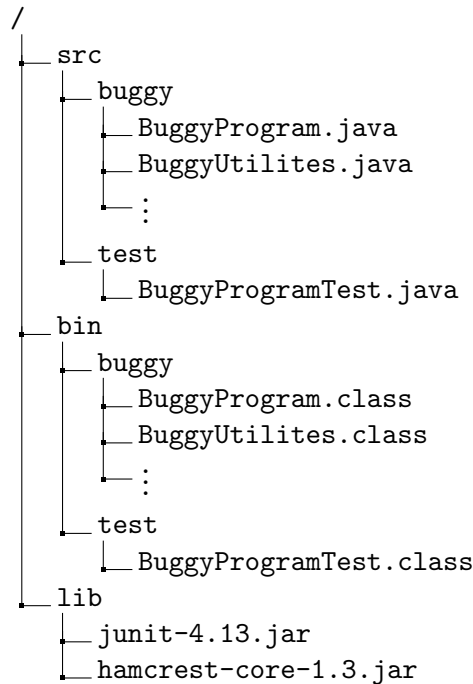 /
src
buggy
BuggyProgram.java
BuggyUtilites.java
⋮
test
BuggyProgramTest.java
bin
buggy
BuggyProgram.class
BuggyUtilites.class
⋮
test
BuggyProgramTest.class
lib
junit-4.13.jar
hamcrest-core-1.3.jar